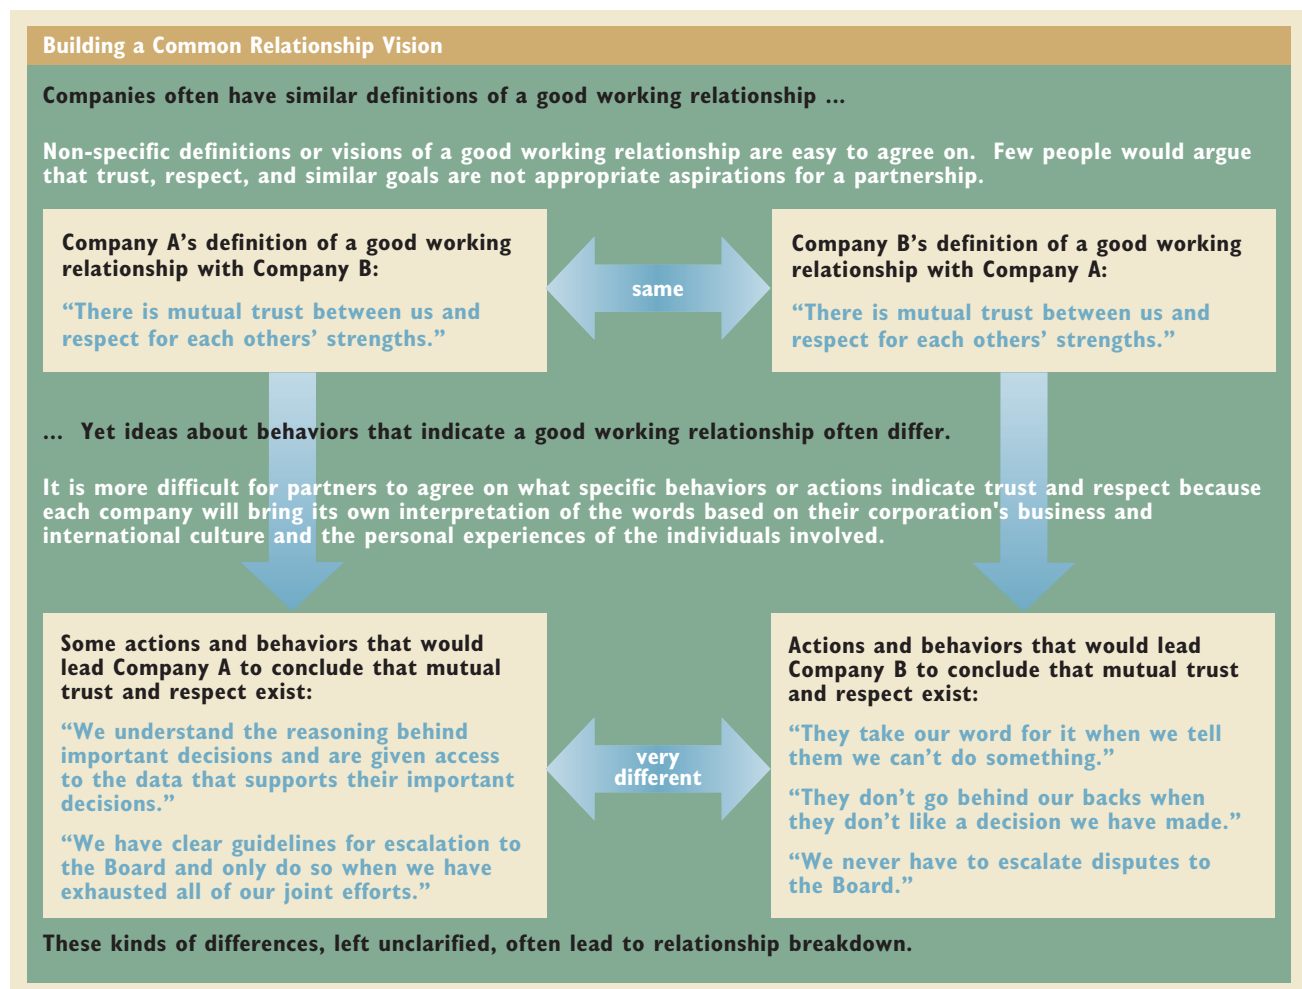 Building a Common Relationship Vision
Companies often have similar definitions of a good working relationship ...
Non-specific definitions or visions of a good working relationship are easy to agree on.  Few people would argue
that trust, respect, and similar goals are not appropriate aspirations for a partnership.
Company A’s definition of a good working
relationship with Company B:
“There is mutual trust between us and
respect for each others’ strengths.”
same
Company B’s definition of a good working
relationship with Company A:
“There is mutual trust between us and
respect for each others’ strengths.”
...  Yet ideas about behaviors that indicate a good working relationship often differ.
It is more difficult for partners to agree on what specific behaviors or actions indicate trust and respect because
each company will bring its own interpretation of the words based on their corporation's business and
international culture and the personal experiences of the individuals involved.
Some actions and behaviors that would
lead Company A to conclude that mutual
trust and respect exist:
“We understand the reasoning behind
important decisions and are given access
to the data that supports their important
decisions.”
“We have clear guidelines for escalation to
the Board and only do so when we have
exhausted all of our joint efforts.”
very
different
Actions and behaviors that would lead
Company B to conclude that mutual trust
and respect exist:
“They take our word for it when we tell
them we can’t do something.”
“They don’t go behind our backs when
they don’t like a decision we have made.”
“We never have to escalate disputes to
the Board.”
These kinds of differences, left unclarified, often lead to relationship breakdown.